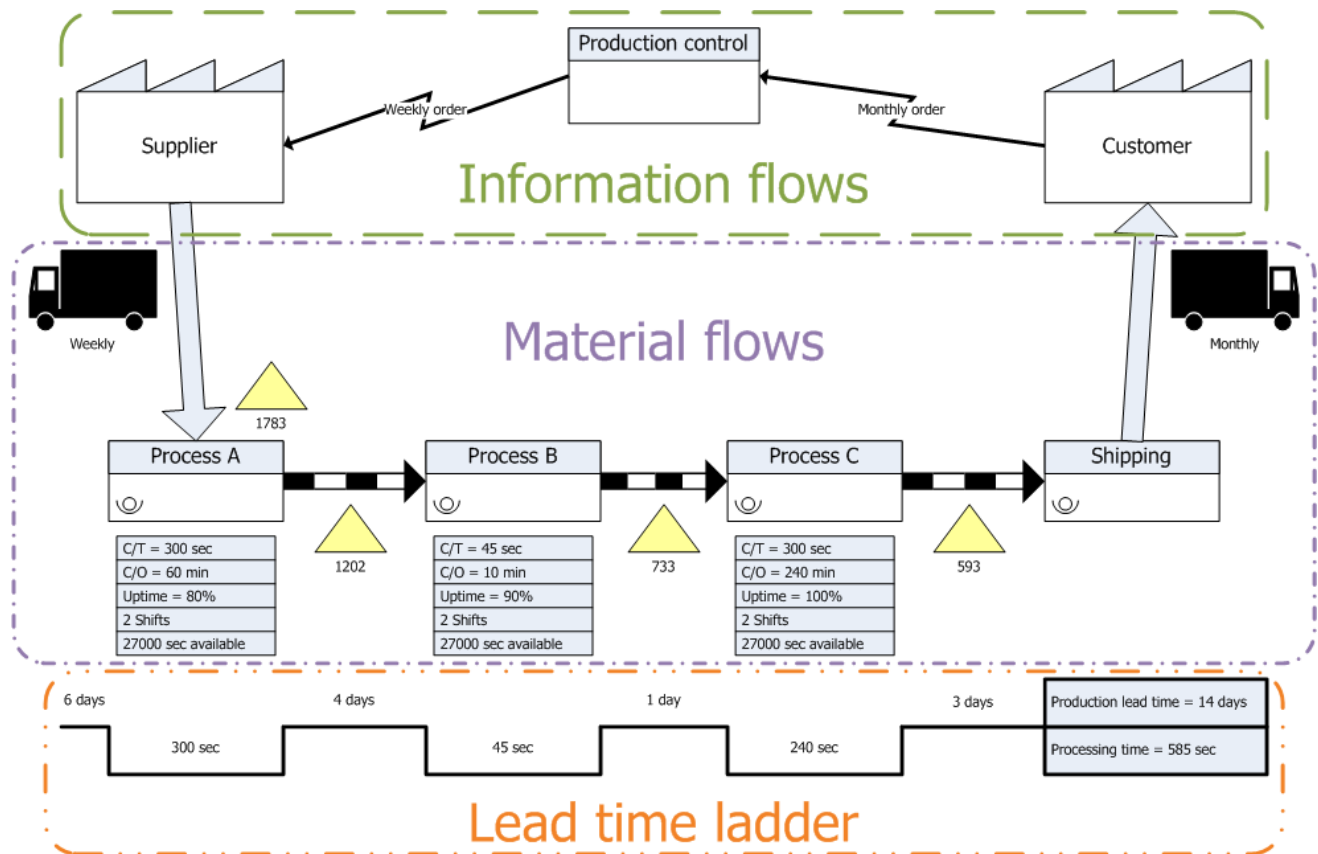 Production control
Weekly order
Monthly order
Supplier
Customer
Information flows
Weekly
Material flows
Monthly
1783
Process A
Process B
Process C
Shipping
1202
733
593
C/T = 300 sec
C/O = 60 min
Uptime = 80%
2 Shifts
27000 sec available
C/T = 45 sec
C/O = 10 min
Uptime = 90%
2 Shifts
27000 sec available
C/T = 300 sec
C/O = 240 min
Uptime = 100%
2 Shifts
27000 sec available
6 days
4 days
1 day
3 days
Production lead time = 14 days
300 sec
45 sec
240 sec
Processing time = 585 sec
Lead time ladder